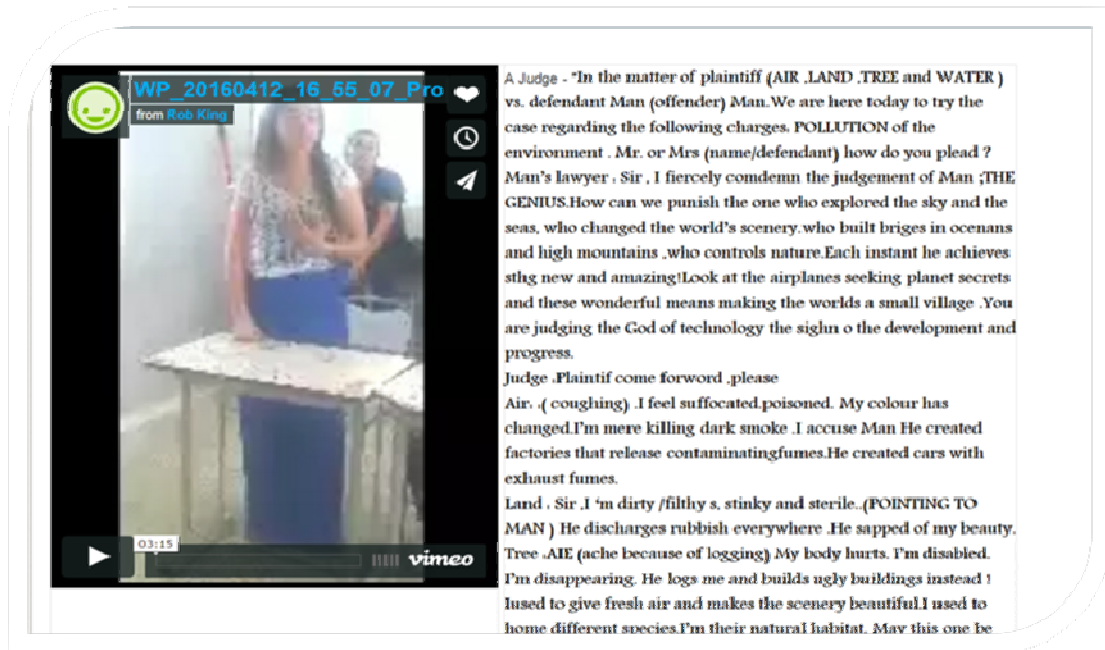 WP_20160412_16_55_07_Pro
from Rob King
03:15
vimeo
A Judge - "In the matter of plaintiff (AIR ,LAND ,TREE and WATER )
vs. defendant Man (offender) Man.We are here today to try the
case regarding the following charges. POLLUTION of the
environment . Mr. or Mrs (name/defendant) how do you plead ?
Man's lawyer . Sir , I fiercely comdemn the judgement of Man ;THE
GENIUS.How can we punish the one who explored the sky and the
seas, who changed the world's scenery,who built briges in ocenans
and high mountains ,who controls nature.Each instant he achieves
sthg new and amazing!Look at the airplanes seeking planet secrets
and these wonderful means making the worlds a small village .You
are judging the God of technology the sighn o the development and
progress.
Judge .Plaintif come forword ,please
Air. .( coughing) .I feel suffocated,poisoned. My colour has
changed.I'm mere killing dark smoke .I accuse Man He created
factories that release contaminatingfumes.He created cars with
exhaust fumes.
Land . Sir ,I 'm dirty /filthy s, stinky and sterile..(POINTING TO
MAN ) He discharges rubbish everywhere .He sapped of my beauty.
Tree .AIE (ache because of logging) My body hurts. I'm disabled.
I'm disappearing. He logs me and builds ugly buildings instead !
Iused to give fresh air and makes the scenery beautiful.I used to
home different species.I'm their natural habitat. May this one be